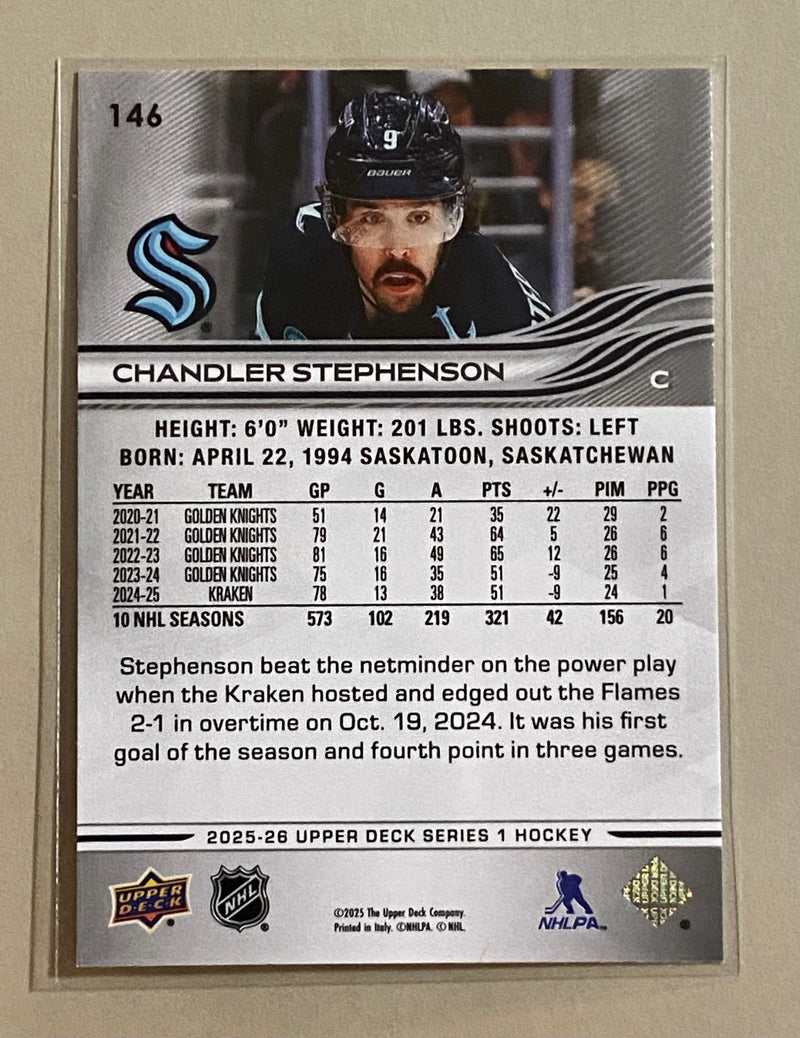 146
9
BAUER
CHANDLER STEPHENSON
C
HEIGHT: 6'0" WEIGHT: 201 LBS. SHOOTS: LEFT
BORN: APRIL 22, 1994 SASKATOON, SASKATCHEWAN
YEAR TEAM GP G A PTS +/- PIM PPG
2020-21 GOLDEN KNIGHTS 51 14 21 35 22 29 2
2021-22 GOLDEN KNIGHTS 79 21 43 64 5 26 6
2022-23 GOLDEN KNIGHTS 81 16 49 65 12 26 6
2023-24 GOLDEN KNIGHTS 75 16 35 51 -9 25 4
2024-25 KRAKEN 78 13 38 51 -9 24 1
10 NHL SEASONS 573 102 219 321 42 156 20
Stephenson beat the netminder on the power play
when the Kraken hosted and edged out the Flames
2-1 in overtime on Oct. 19, 2024. It was his first
goal of the season and fourth point in three games.
2025-26 UPPER DECK SERIES 1 HOCKEY
UPPER
D·E·C·K
NHL
©2025 The Upper Deck Company.
Printed in Italy. ©NHLPA. © NHL.
NHLPA™